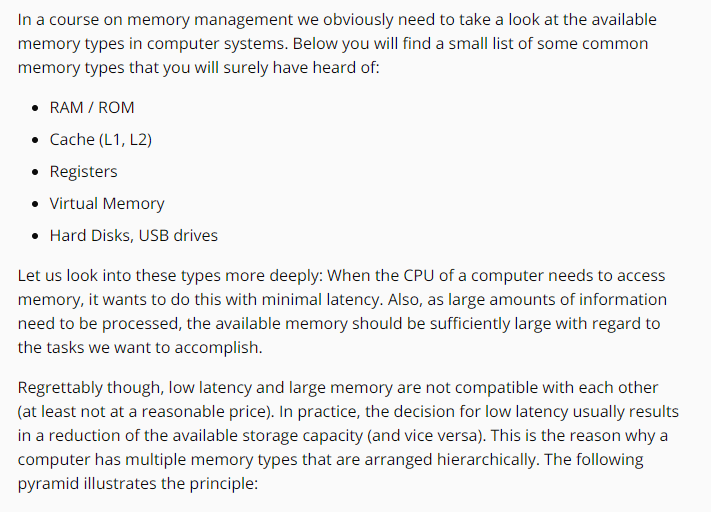 In a course on memory management we obviously need to take a look at the available
memory types in computer systems. Below you will find a small list of some common
memory types that you will surely have heard of:
• RAM / ROM
• Cache (L1, L2)
• Registers
• Virtual Memory
• Hard Disks, USB drives
Let us look into these types more deeply: When the CPU of a computer needs to access
memory, it wants to do this with minimal latency. Also, as large amounts of information
need to be processed, the available memory should be sufficiently large with regard to
the tasks we want to accomplish.
Regrettably though, low latency and large memory are not compatible with each other
(at least not at a reasonable price). In practice, the decision for low latency usually results
in a reduction of the available storage capacity (and vice versa). This is the reason why a
computer has multiple memory types that are arranged hierarchically. The following
pyramid illustrates the principle: